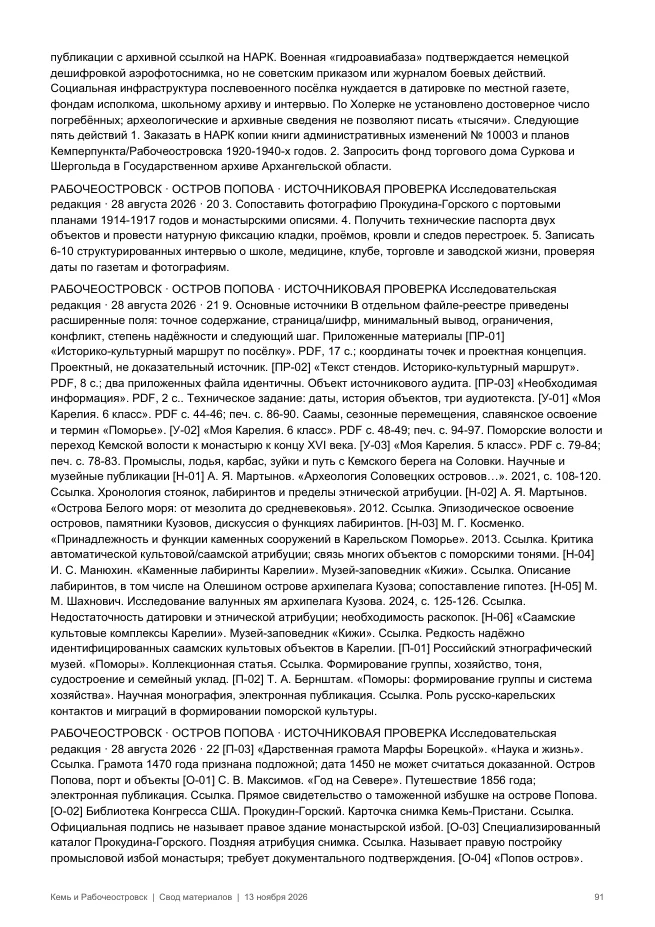 публикации с архивной ссылкой на НАРК. Военная «гидроавиабаза» подтверждается немецкой
дешифровкой аэрофотоснимка, но не советским приказом или журналом боевых действий.
Социальная инфраструктура послевоенного посёлка нуждается в датировке по местной газете,
фондам исполкома, школьному архиву и интервью. По Холерке не установлено достоверное число
погребённых; археологические и архивные сведения не позволяют писать «тысячи». Следующие
пять действий 1. Заказать в НАРК копии книги административных изменений № 10003 и планов
Кемперпункта/Рабочеостровска 1920-1940-х годов. 2. Запросить фонд торгового дома Суркова и
Шергольда в Государственном архиве Архангельской области.
РАБОЧЕОСТРОВСК · ОСТРОВ ПОПОВА · ИСТОЧНИКОВАЯ ПРОВЕРКА Исследовательская
редакция · 28 августа 2026 · 20 3. Сопоставить фотографию Прокудина-Горского с портовыми
планами 1914-1917 годов и монастырскими описями. 4. Получить технические паспорта двух
объектов и провести натурную фиксацию кладки, проёмов, кровли и следов перестроек. 5. Записать
6-10 структурированных интервью о школе, медицине, клубе, торговле и заводской жизни, проверяя
даты по газетам и фотографиям.
РАБОЧЕОСТРОВСК · ОСТРОВ ПОПОВА · ИСТОЧНИКОВАЯ ПРОВЕРКА Исследовательская
редакция · 28 августа 2026 · 21 9. Основные источники В отдельном файле-реестре приведены
расширенные поля: точное содержание, страница/шифр, минимальный вывод, ограничения,
конфликт, степень надёжности и следующий шаг. Приложенные материалы [ПР-01]
«Историко-культурный маршрут по посёлку». PDF, 17 с.; координаты точек и проектная концепция.
Проектный, не доказательный источник. [ПР-02] «Текст стендов. Историко-культурный маршрут».
PDF, 8 с.; два приложенных файла идентичны. Объект источникового аудита. [ПР-03] «Необходимая
информация». PDF, 2 с.. Техническое задание: даты, история объектов, три аудиотекста. [У-01] «Моя
Карелия. 6 класс». PDF с. 44-46; печ. с. 86-90. Саамы, сезонные перемещения, славянское освоение
и термин «Поморье». [У-02] «Моя Карелия. 6 класс». PDF с. 48-49; печ. с. 94-97. Поморские волости и
переход Кемской волости к монастырю к концу XVI века. [У-03] «Моя Карелия. 5 класс». PDF с. 79-84;
печ. с. 78-83. Промыслы, лодья, карбас, зуйки и путь с Кемского берега на Соловки. Научные и
музейные публикации [Н-01] А. Я. Мартынов. «Археология Соловецких островов…». 2021, с. 108-120.
Ссылка. Хронология стоянок, лабиринтов и пределы этнической атрибуции. [Н-02] А. Я. Мартынов.
«Острова Белого моря: от мезолита до средневековья». 2012. Ссылка. Эпизодическое освоение
островов, памятники Кузовов, дискуссия о функциях лабиринтов. [Н-03] М. Г. Косменко.
«Принадлежность и функции каменных сооружений в Карельском Поморье». 2013. Ссылка. Критика
автоматической культовой/саамской атрибуции; связь многих объектов с поморскими тонями. [Н-04]
И. С. Манюхин. «Каменные лабиринты Карелии». Музей-заповедник «Кижи». Ссылка. Описание
лабиринтов, в том числе на Олешином острове архипелага Кузова; сопоставление гипотез. [Н-05] М.
М. Шахнович. Исследование валунных ям архипелага Кузова. 2024, с. 125-126. Ссылка.
Недостаточность датировки и этнической атрибуции; необходимость раскопок. [Н-06] «Саамские
культовые комплексы Карелии». Музей-заповедник «Кижи». Ссылка. Редкость надёжно
идентифицированных саамских культовых объектов в Карелии. [П-01] Российский этнографический
музей. «Поморы». Коллекционная статья. Ссылка. Формирование группы, хозяйство, тоня,
судостроение и семейный уклад. [П-02] Т. А. Бернштам. «Поморы: формирование группы и система
хозяйства». Научная монография, электронная публикация. Ссылка. Роль русско-карельских
контактов и миграций в формировании поморской культуры.
РАБОЧЕОСТРОВСК · ОСТРОВ ПОПОВА · ИСТОЧНИКОВАЯ ПРОВЕРКА Исследовательская
редакция · 28 августа 2026 · 22 [П-03] «Дарственная грамота Марфы Борецкой». «Наука и жизнь».
Ссылка. Грамота 1470 года признана подложной; дата 1450 не может считаться доказанной. Остров
Попова, порт и объекты [О-01] С. В. Максимов. «Год на Севере». Путешествие 1856 года;
электронная публикация. Ссылка. Прямое свидетельство о таможенной избушке на острове Попова.
[О-02] Библиотека Конгресса США. Прокудин-Горский. Карточка снимка Кемь-Пристани. Ссылка.
Официальная подпись не называет правое здание монастырской избой. [О-03] Специализированный
каталог Прокудина-Горского. Поздняя атрибуция снимка. Ссылка. Называет правую постройку
промысловой избой монастыря; требует документального подтверждения. [О-04] «Попов остров».
Кемь и Рабочеостровск | Свод материалов | 13 ноября 2026
91